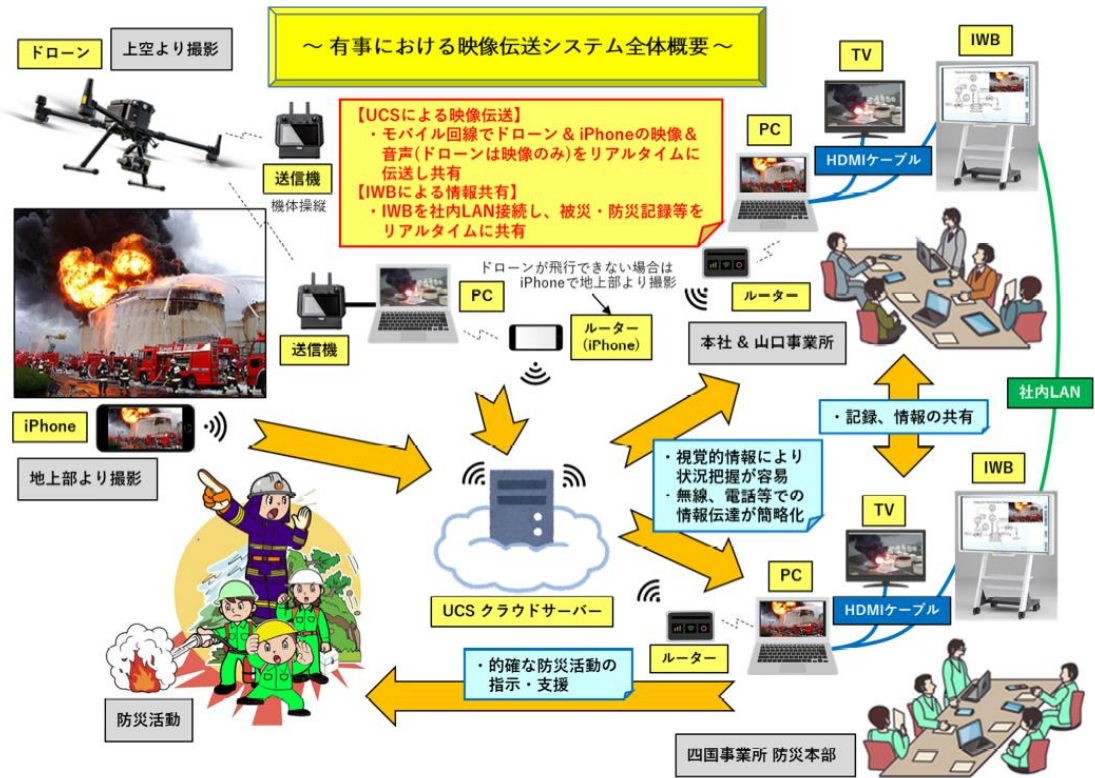 ～ 有事における映像伝送システム全体概要 ～
ドローン
上空より撮影
送信機
機体操縦
【UCSによる映像伝送】
・モバイル回線でドローン & iPhoneの映像&
音声(ドローンは映像のみ)をリアルタイムに
伝送し共有
【IWBによる情報共有】
・IWBを社内LAN接続し、被災・防災記録等を
リアルタイムに共有
PC
TV
IWB
HDMIケーブル
ルーター
本社 & 山口事業所
送信機
PC
ドローンが飛行できない場合は
iPhoneで地上部より撮影
ルーター
(iPhone)
iPhone
地上部より撮影
社内LAN
・記録、情報の共有
・視覚的情報により
状況把握が容易
・無線、電話等での
情報伝達が簡略化
UCS クラウドサーバー
ルーター
PC
TV
IWB
HDMIケーブル
・的確な防災活動の
指示・支援
防災活動
四国事業所 防災本部